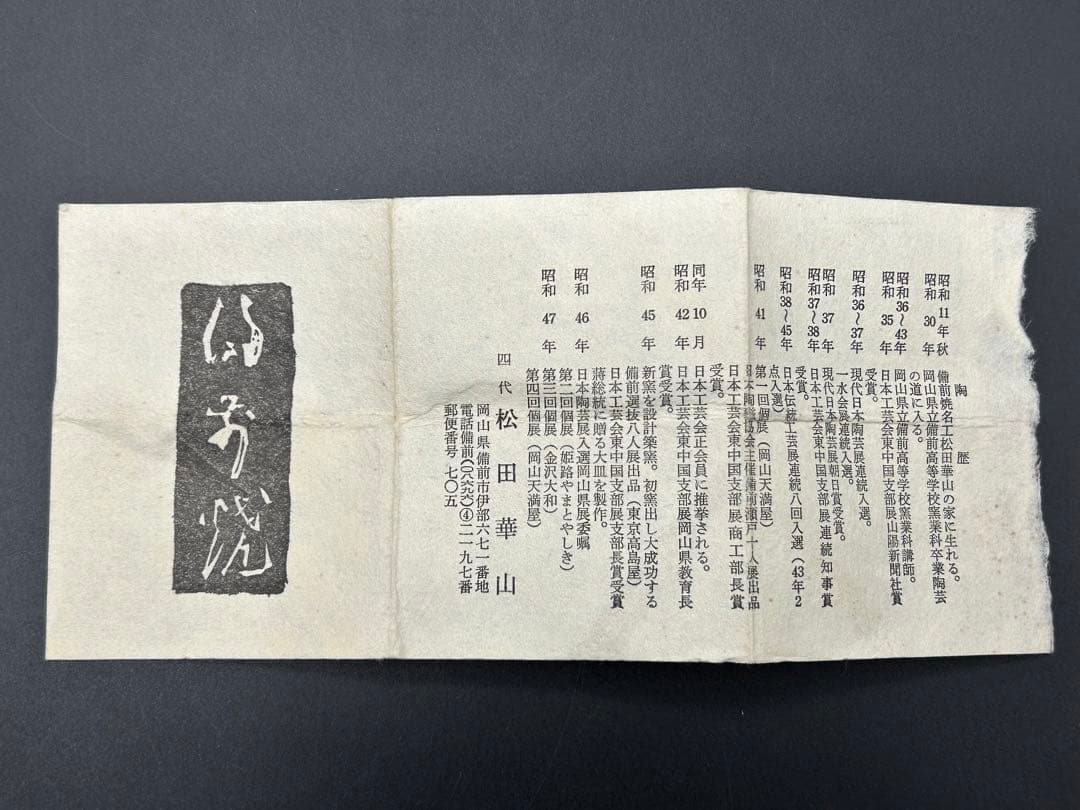 陶歴
昭和11年秋 備前焼名工松田華山の家に生れる。
昭和30年 岡山県立備前高等学校窯業科卒業陶芸
の道に入る。
昭和36〜43年 岡山県立備前高等学校窯業科講師。
昭和35年 日本工芸会東中国支部展山陽新聞社賞
受賞。
昭和36〜37年 現代日本陶芸展連続入選。
一水会展連続入選。
昭和37年 現代日本陶芸展朝日賞受賞。
昭和37〜38年 日本工芸会東中国支部展連続知事賞
受賞。
昭和38〜45年 日本伝統工芸展連続八回入選(43年2
点入選)
昭和41年 第一回個展(岡山天満屋)
日本陶磁協会主催備前瀬戸一人展出品
日本工芸会東中国支部展商工部長賞
受賞。
同年10月 日本工芸会正会員に推挙される。
昭和42年 日本工芸会東中国支部展岡山県教育長
賞受賞。
昭和45年 新窯を設計築窯。初窯出し大成功する
備前選抜八人展出品(東京高島屋)
日本工芸会東中国支部展支部長賞受賞
蔣総統に贈る大皿を製作。
昭和46年 日本陶芸展入選岡山県展委嘱
第二回個展(姫路やまとやしき)
第三回個展(金沢大和)
昭和47年 第四回個展(岡山天満屋)
四代 松田華山
岡山県備前市伊部六七一番地
電話備前(〇八六九六)④二一九七番
郵便番号 七〇五
備前焼